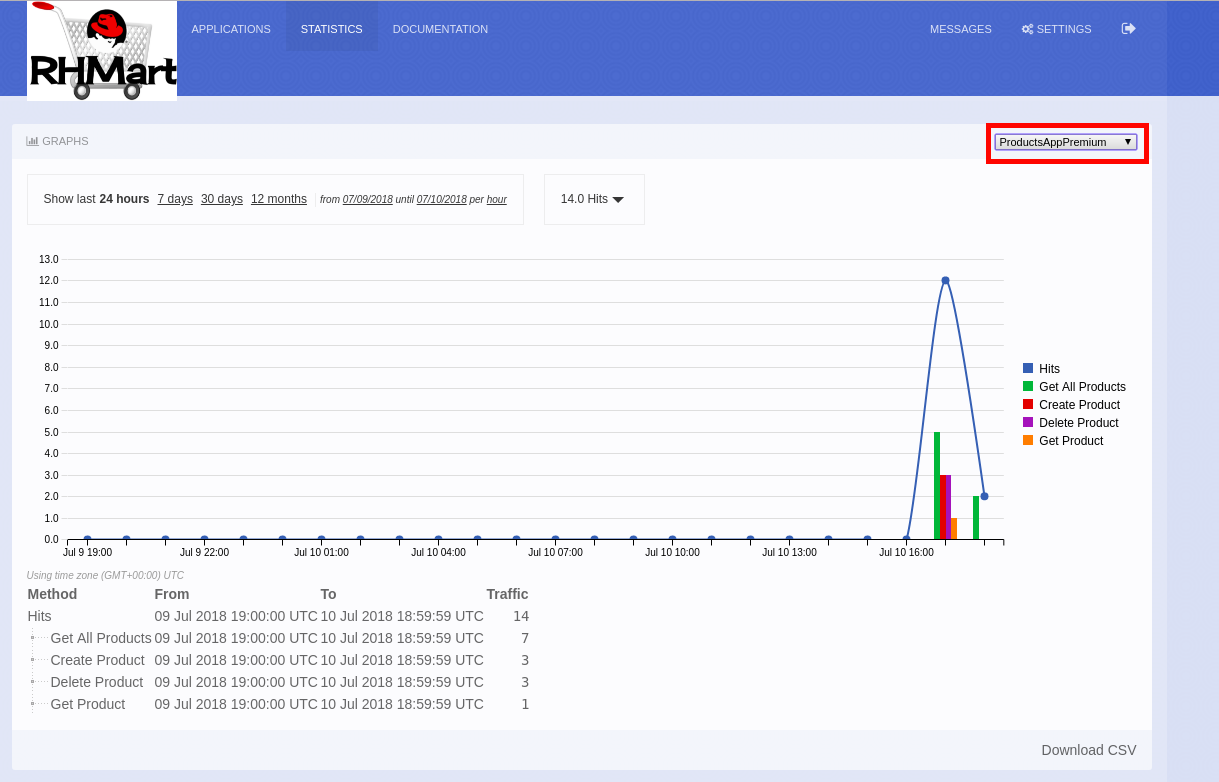 RHMart
APPLICATIONS STATISTICS DOCUMENTATION MESSAGES SETTINGS
GRAPHS ProductsAppPremium
Show last 24 hours 7 days 30 days 12 months from 07/09/2018 until 07/10/2018 per hour 14.0 Hits
13.0
12.0
11.0
10.0
9.0
8.0
7.0
6.0
5.0
4.0
3.0
2.0
1.0
0.0
Jul 9 19:00 Jul 9 22:00 Jul 10 01:00 Jul 10 04:00 Jul 10 07:00 Jul 10 10:00 Jul 10 13:00 Jul 10 16:00
Hits
Get All Products
Create Product
Delete Product
Get Product
Using time zone (GMT+00:00) UTC
Method From To Traffic
Hits 09 Jul 2018 19:00:00 UTC 10 Jul 2018 18:59:59 UTC 14
Get All Products 09 Jul 2018 19:00:00 UTC 10 Jul 2018 18:59:59 UTC 7
Create Product 09 Jul 2018 19:00:00 UTC 10 Jul 2018 18:59:59 UTC 3
Delete Product 09 Jul 2018 19:00:00 UTC 10 Jul 2018 18:59:59 UTC 3
Get Product 09 Jul 2018 19:00:00 UTC 10 Jul 2018 18:59:59 UTC 1
Download CSV